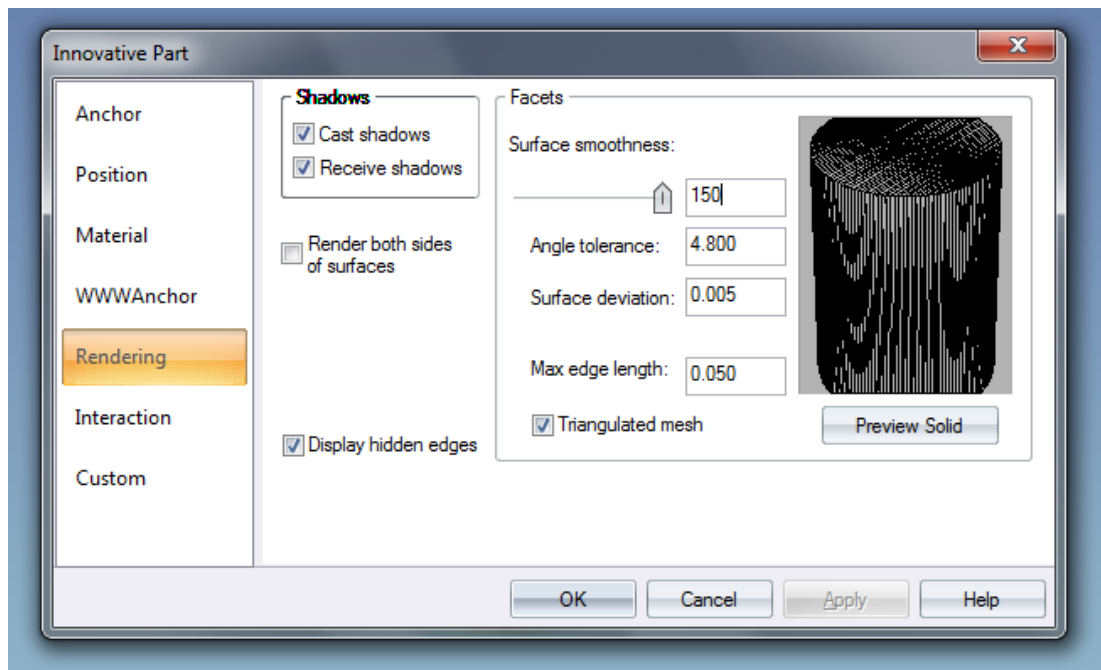 Innovative Part
Anchor
Position
Material
WWWAnchor
Rendering
Interaction
Custom
Shadows
Cast shadows
Receive shadows
Render both sides
of surfaces
Display hidden edges
Facets
Surface smoothness:
150
Angle tolerance: 4.800
Surface deviation: 0.005
Max edge length: 0.050
Triangulated mesh
Preview Solid
OK Cancel Apply Help